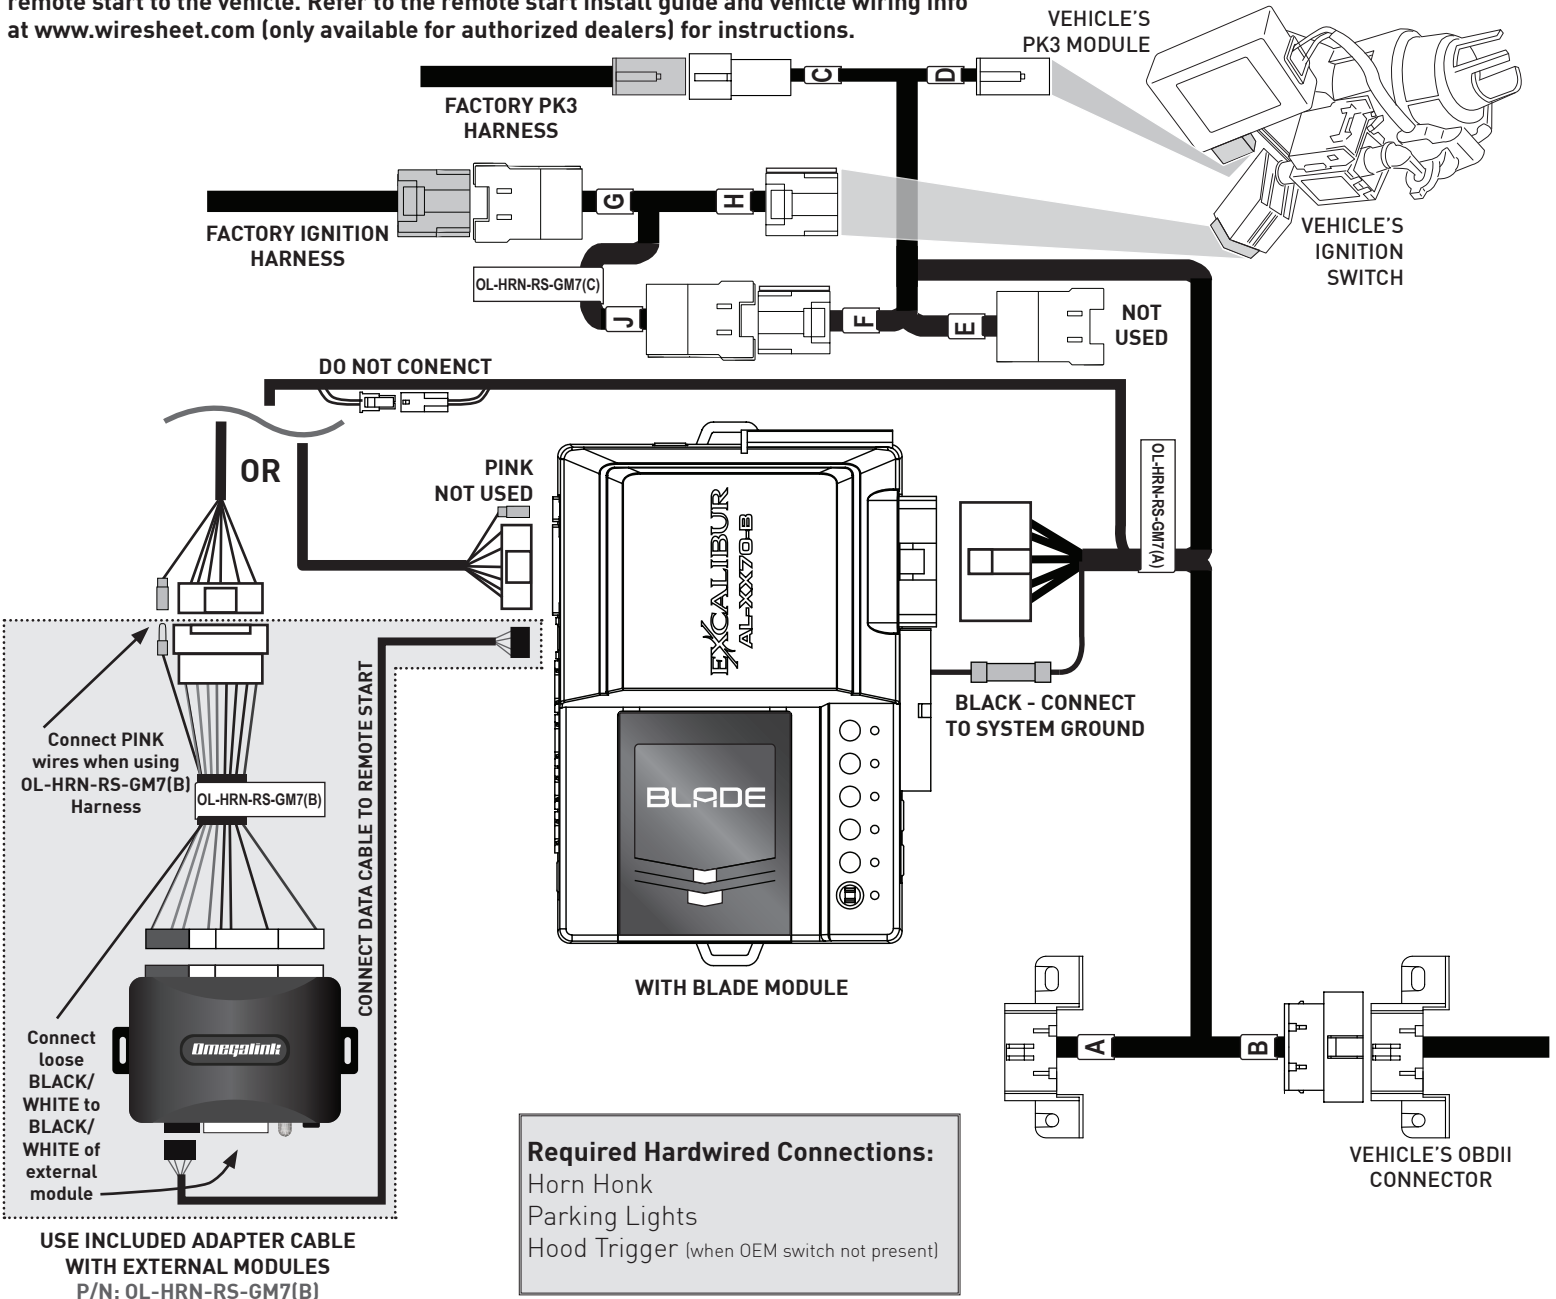 remote start to the vehicle. Refer to the remote start install guide and vehicle wiring info
at www.wiresheet.com (only available for authorized dealers) for instructions.
VEHICLE'S
PK3 MODULE
C
D
FACTORY PK3
HARNESS
G
H
FACTORY IGNITION
HARNESS
VEHICLE'S
IGNITION
SWITCH
OL-HRN-RS-GM7(C)
J
F
E
NOT
USED
DO NOT CONENCT
OR
PINK
NOT USED
EXCALIBUR
AL-XX70-B
OL-HRN-RS-GM7(A)
BLACK - CONNECT
TO SYSTEM GROUND
Connect PINK
wires when using
OL-HRN-RS-GM7(B)
Harness
OL-HRN-RS-GM7(B)
CONNECT DATA CABLE TO REMOTE START
BLADE
WITH BLADE MODULE
Connect
loose
BLACK/
WHITE to
BLACK/
WHITE of
external
module
Omegalink
A
B
VEHICLE'S OBDII
CONNECTOR
Required Hardwired Connections:
Horn Honk
Parking Lights
Hood Trigger (when OEM switch not present)
USE INCLUDED ADAPTER CABLE
WITH EXTERNAL MODULES
P/N: OL-HRN-RS-GM7(B)